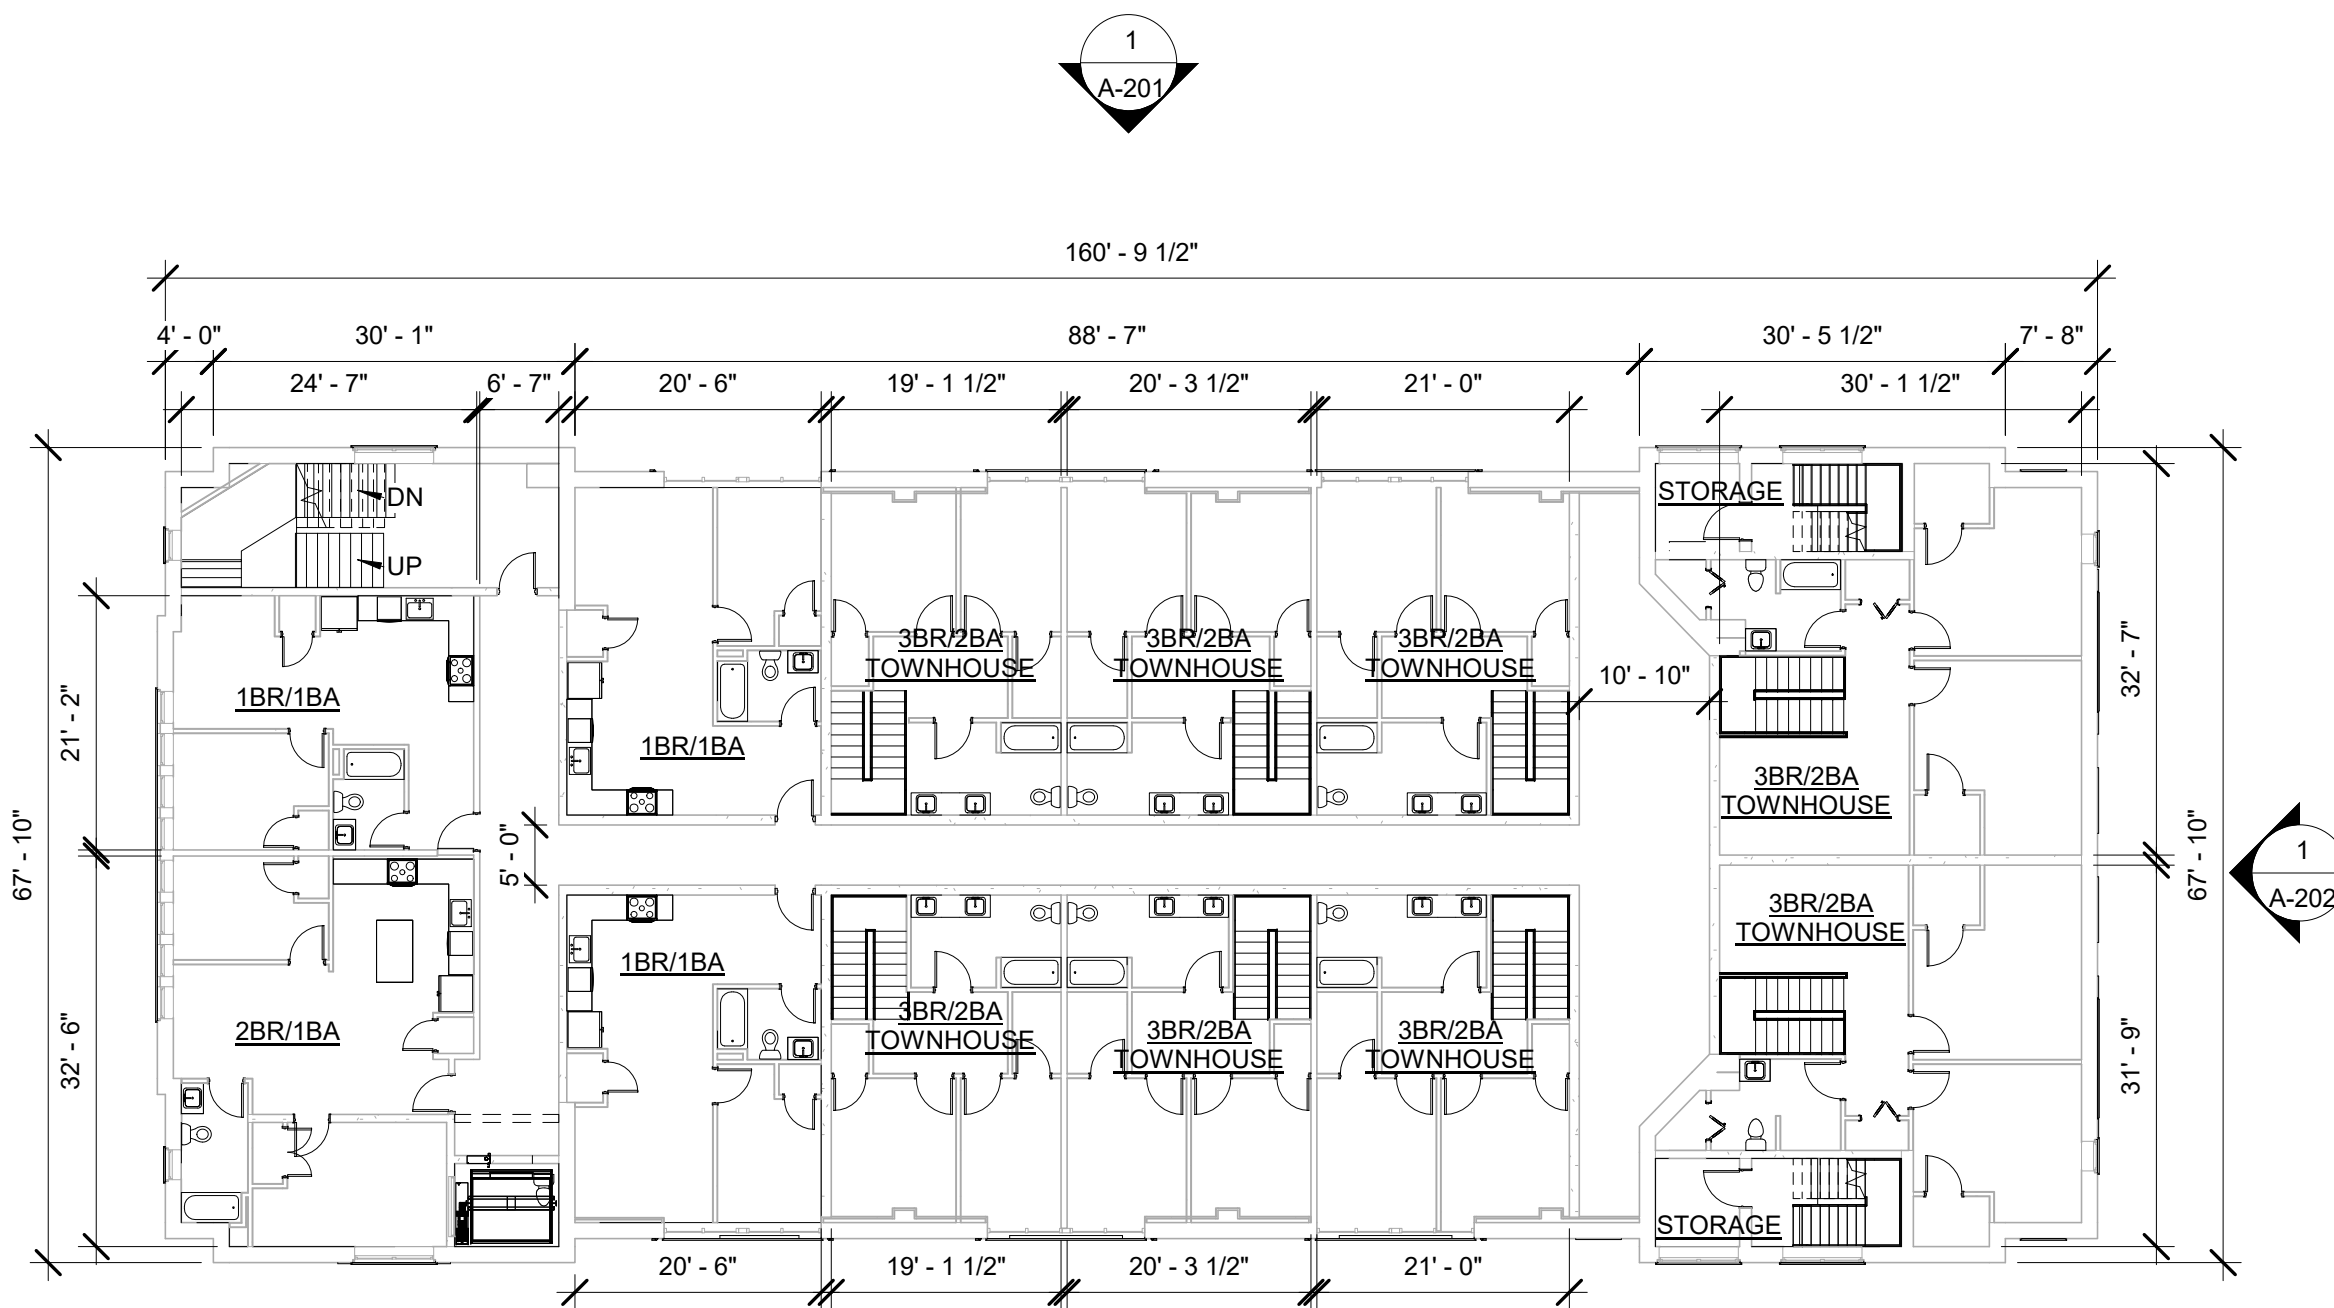 1
A-201
160' - 9 1/2"
4' - 0"
30' - 1"
88' - 7"
30' - 5 1/2"
7' - 8"
24' - 7"
6' - 7"
20' - 6"
19' - 1 1/2"
20' - 3 1/2"
21' - 0"
30' - 1 1/2"
DN
UP
STORAGE
3BR/2BA
TOWNHOUSE
3BR/2BA
TOWNHOUSE
3BR/2BA
TOWNHOUSE
10' - 10"
32' - 7"
1BR/1BA
21' - 2"
1BR/1BA
3BR/2BA
TOWNHOUSE
67' - 10"
5' - 0"
67' - 10"
1
A-202
3BR/2BA
TOWNHOUSE
1BR/1BA
2BR/1BA
32' - 6"
3BR/2BA
TOWNHOUSE
3BR/2BA
TOWNHOUSE
3BR/2BA
TOWNHOUSE
31' - 9"
STORAGE
20' - 6"
19' - 1 1/2"
20' - 3 1/2"
21' - 0"